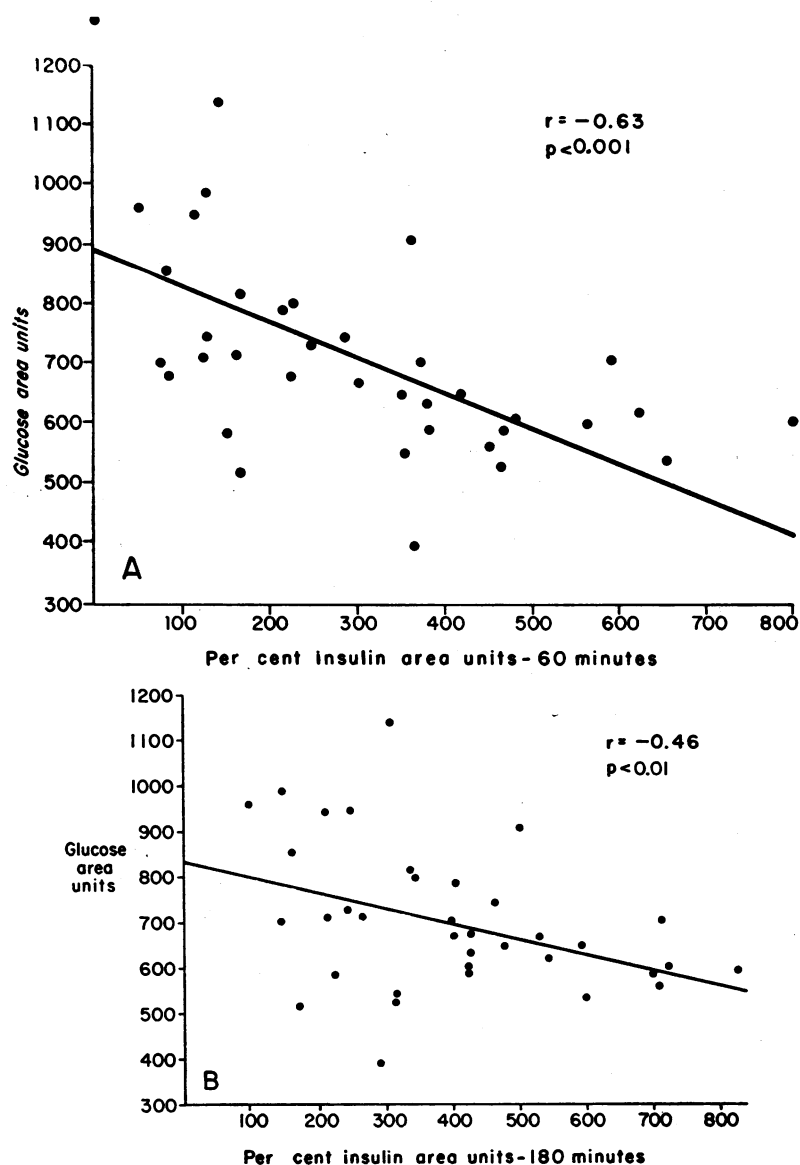 1200
1100
1000
900
800
700
600
500
400
300
Glucose area units
r = −0.63
p<0.001
A
100 200 300 400 500 600 700 800
Per cent insulin area units-60 minutes
1200
1100
1000
900
800
700
600
500
400
300
Glucose
area
units
r = −0.46
p<0.01
B
100 200 300 400 500 600 700 800
Per cent insulin area units-180 minutes